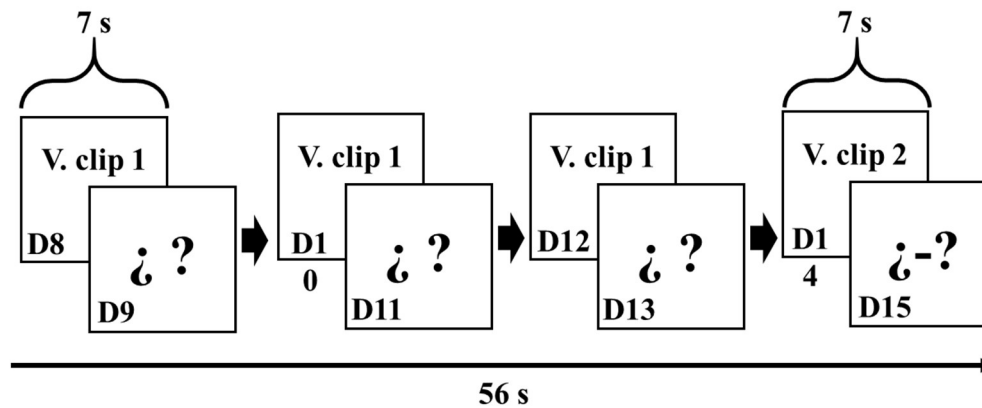 7 s
7 s
V. clip 1
D8
¿ ?
D9
V. clip 1
D1
0
¿ ?
D11
V. clip 1
D12
¿ ?
D13
V. clip 2
D1
4
¿-?
D15
56 s